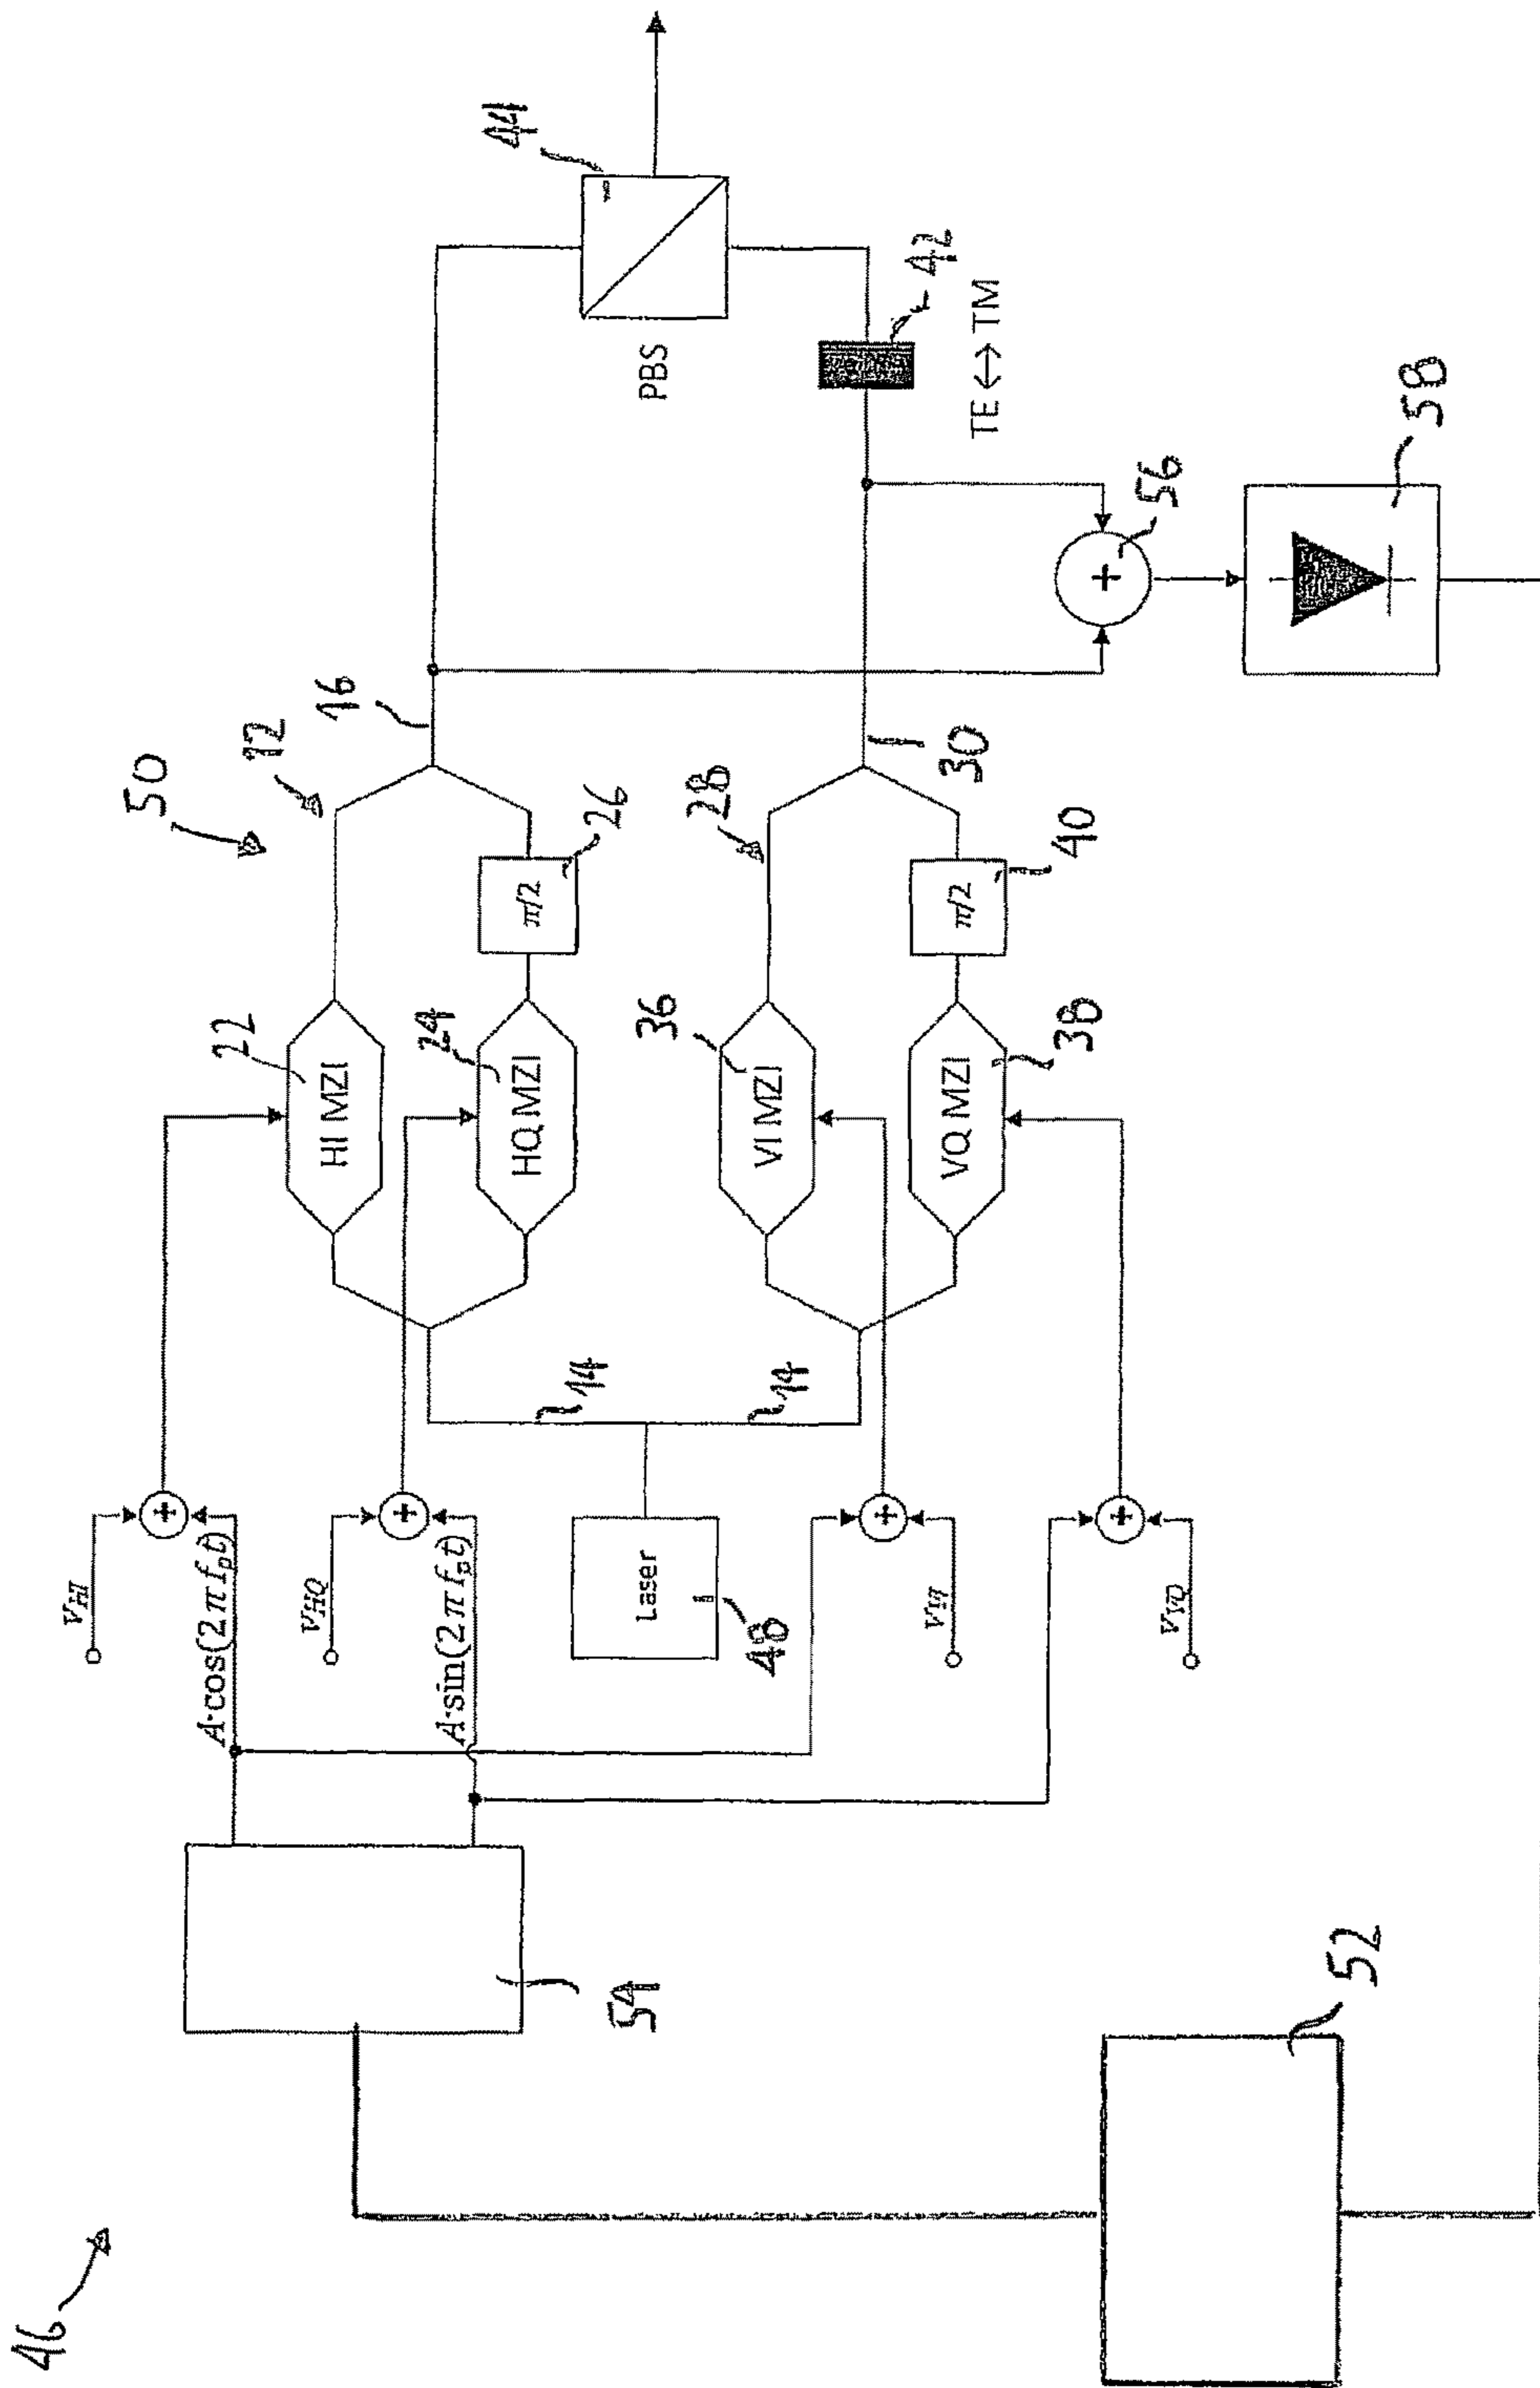 46
50
12
16
44
V_HI
A·cos(2πf_p t)
22
HI MZI
V_HQ
24
HQ MZI
π/2
26
A·sin(2πf_p t)
PBS
14
Laser
48
14
36
VI MZI
28
42
TE↔TM
V_VI
38
VQ MZI
π/2
40
30
V_VQ
54
56
52
58